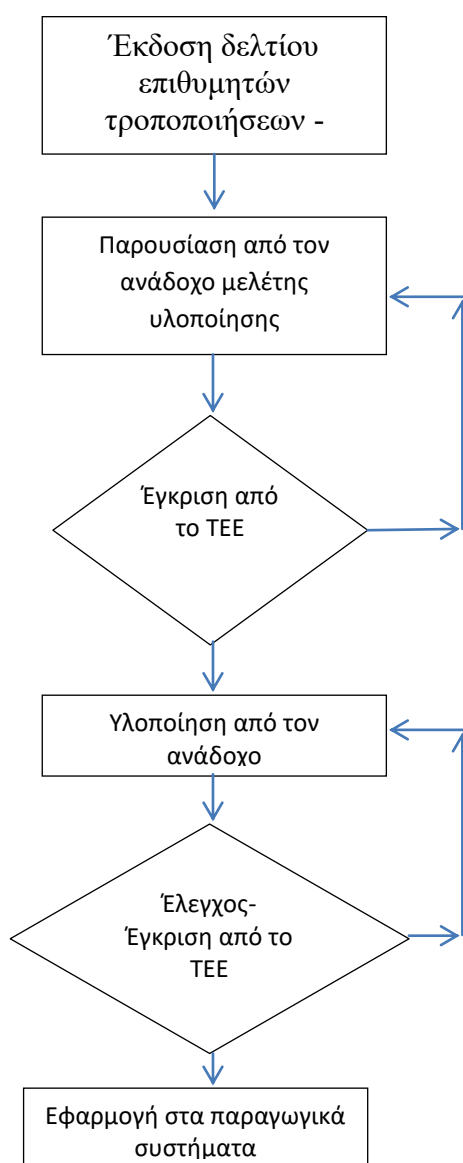 Έκδοση δελτίου
επιθυμητών
τροποποιήσεων -
Παρουσίαση από τον
ανάδοχο μελέτης
υλοποίησης
Έγκριση από
το ΤΕΕ
Υλοποίηση από τον
ανάδοχο
Έλεγχος-
Έγκριση από το
ΤΕΕ
Εφαρμογή στα παραγωγικά
συστήματα